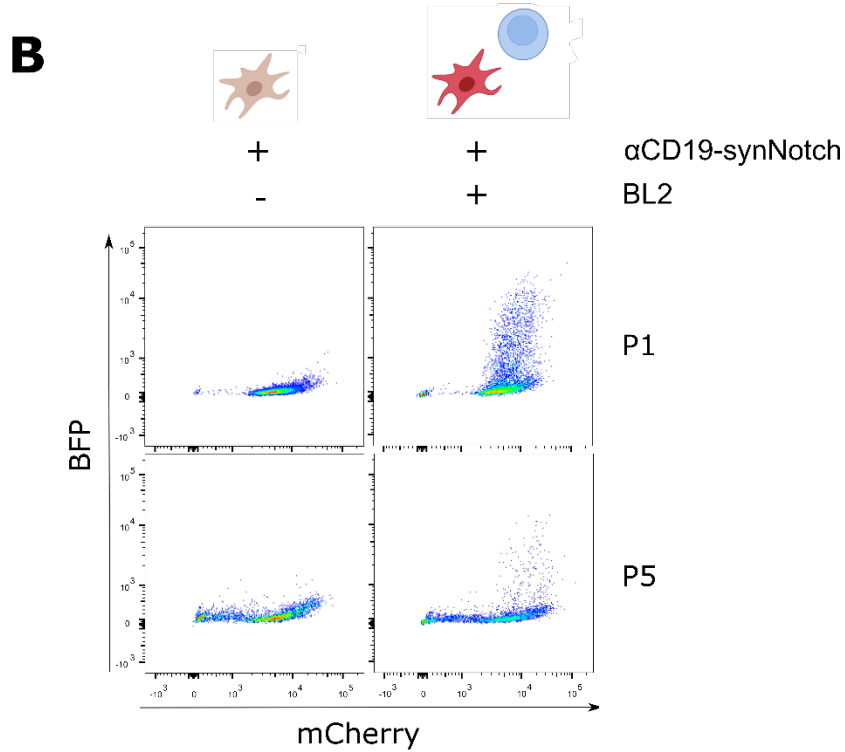 B
+ + αCD19-synNotch
- + BL2
10^5
10^4
10^3
0
-10^3
P1
BFP
10^5
10^4
10^3
0
-10^3
P5
-10^3 0 10^3 10^4 10^5 -10^3 0 10^3 10^4 10^5
mCherry